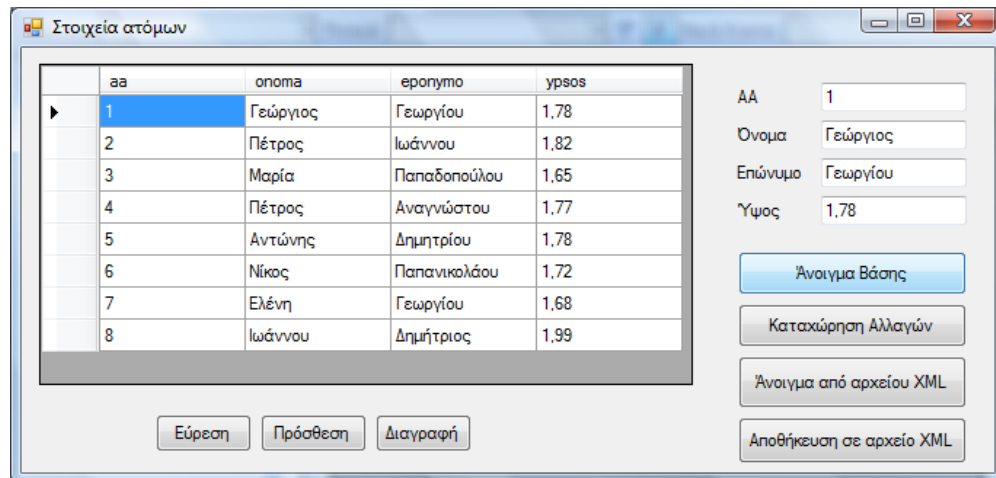 Στοιχεία ατόμων
aa onoma eponymo ypsos
1 Γεώργιος Γεωργίου 1,78
2 Πέτρος Ιωάννου 1,82
3 Μαρία Παπαδοπούλου 1,65
4 Πέτρος Αναγνώστου 1,77
5 Αντώνης Δημητρίου 1,78
6 Νίκος Παπανικολάου 1,72
7 Ελένη Γεωργίου 1,68
8 Ιωάννου Δημήτριος 1,99
ΑΑ 1
Όνομα Γεώργιος
Επώνυμο Γεωργίου
Ύψος 1,78
Άνοιγμα Βάσης
Καταχώρηση Αλλαγών
Άνοιγμα από αρχείου XML
Αποθήκευση σε αρχείο XML
Εύρεση Πρόσθεση Διαγραφή